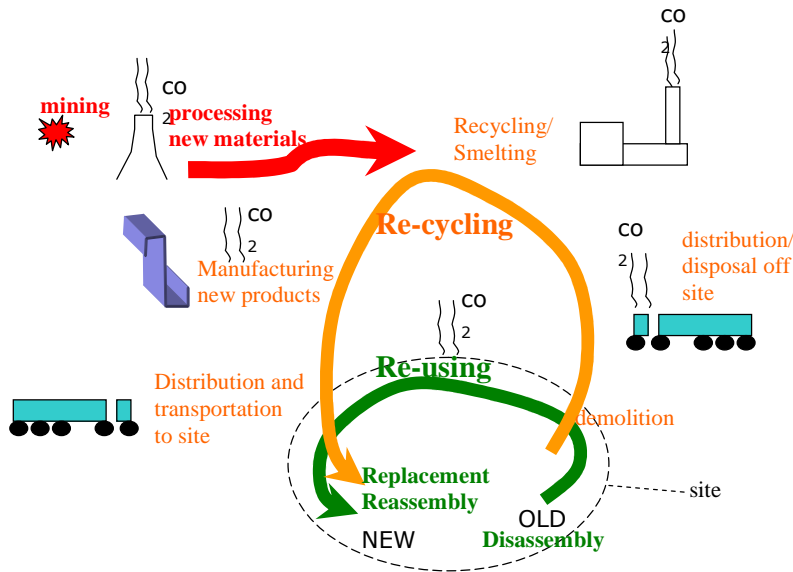 CO
2
CO
2
mining
processing
new materials
Recycling/
Smelting
CO
2
Re-cycling
CO
2
distribution/
disposal off
site
Manufacturing
new products
CO
2
Re-using
Distribution and
transportation
to site
demolition
Replacement
Reassembly
site
OLD
NEW
Disassembly